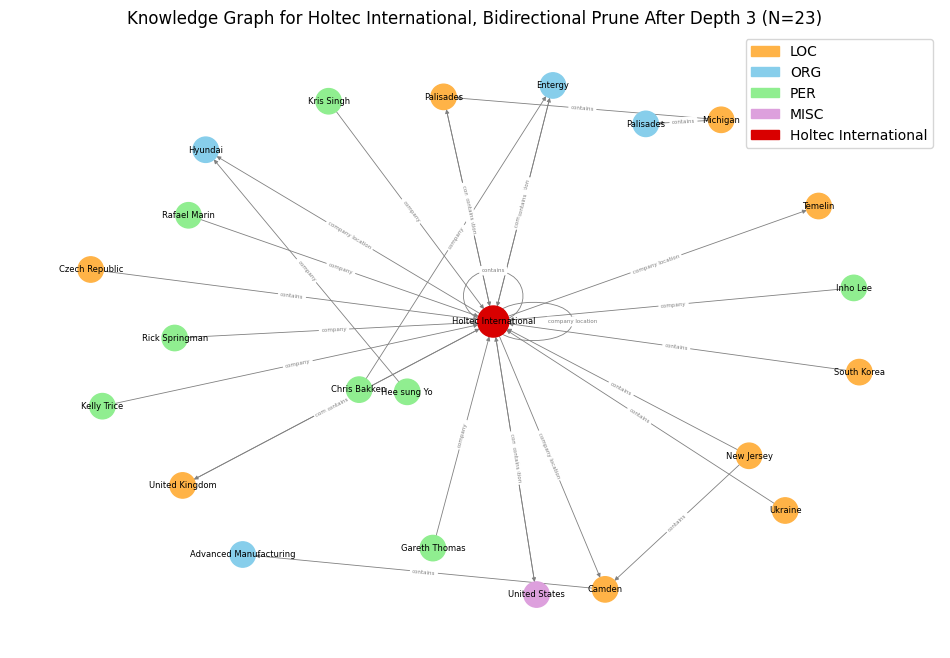 Knowledge Graph for Holtec International, Bidirectional Prune After Depth 3 (N=23)
LOC
ORG
PER
MISC
Holtec International
Entergy
Palisades
Kris Singh
contains
Palisades
contains
Michigan
Hyundai
Rafael Marin
Temelin
company
contains
contains
company
company location
company
company location
Czech Republic
contains
company
contains
Inho Lee
company
Holtec International
company location
Rick Springman
company
contains
South Korea
company
Kelly Trice
Chris Bakken
Hee sung Yo
contains
contains
contains
company
company location
contains
New Jersey
United Kingdom
Ukraine
contains
Gareth Thomas
Advanced Manufacturing
contains
Camden
United States